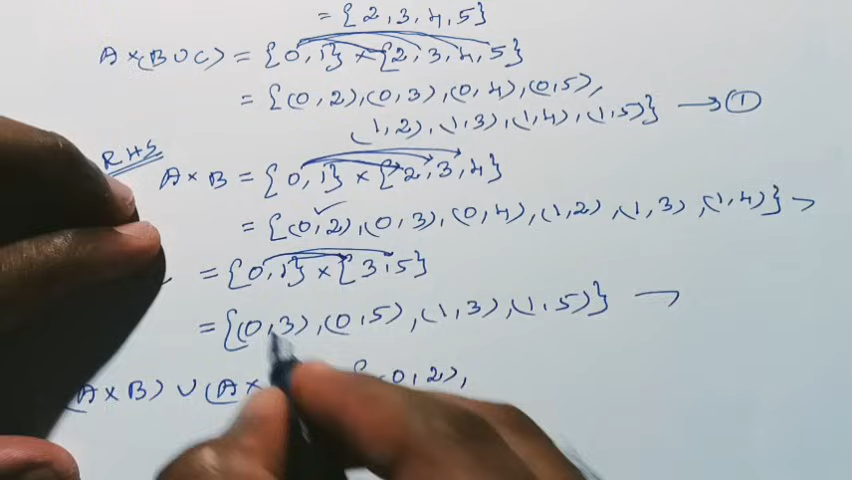 = {2,3,4,5}
A×(B∪C) = {0,1} × {2,3,4,5}
= {(0,2),(0,3),(0,4),(0,5),
(1,2),(1,3),(1,4),(1,5)} → ①
RHS
A×B = {0,1} × {2,3,4}
= {(0,2),(0,3),(0,4),(1,2),(1,3),(1,4)} →
= {0,1} × {3,5}
= {(0,3),(0,5),(1,3),(1,5)} →
(A×B) ∪ (A× {(0,2),